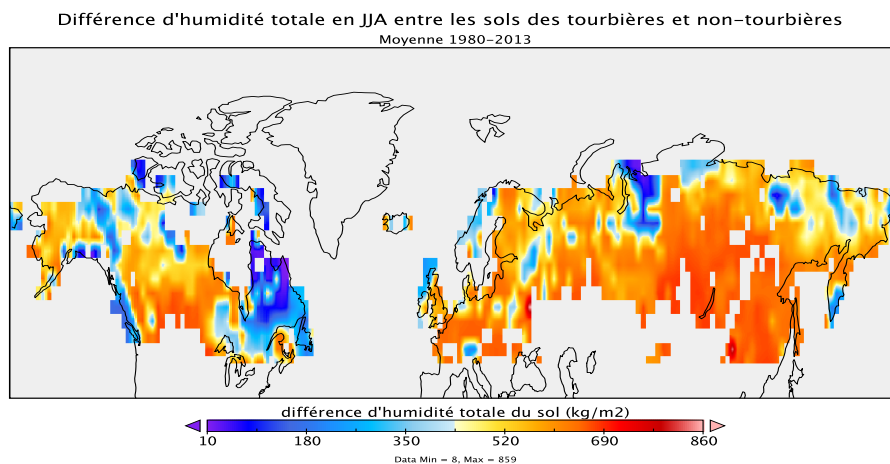 Différence d'humidité totale en JJA entre les sols des tourbières et non-tourbières
Moyenne 1980-2013
différence d'humidité totale du sol (kg/m2)
10 180 350 520 690 860
Data Min = 8, Max = 859